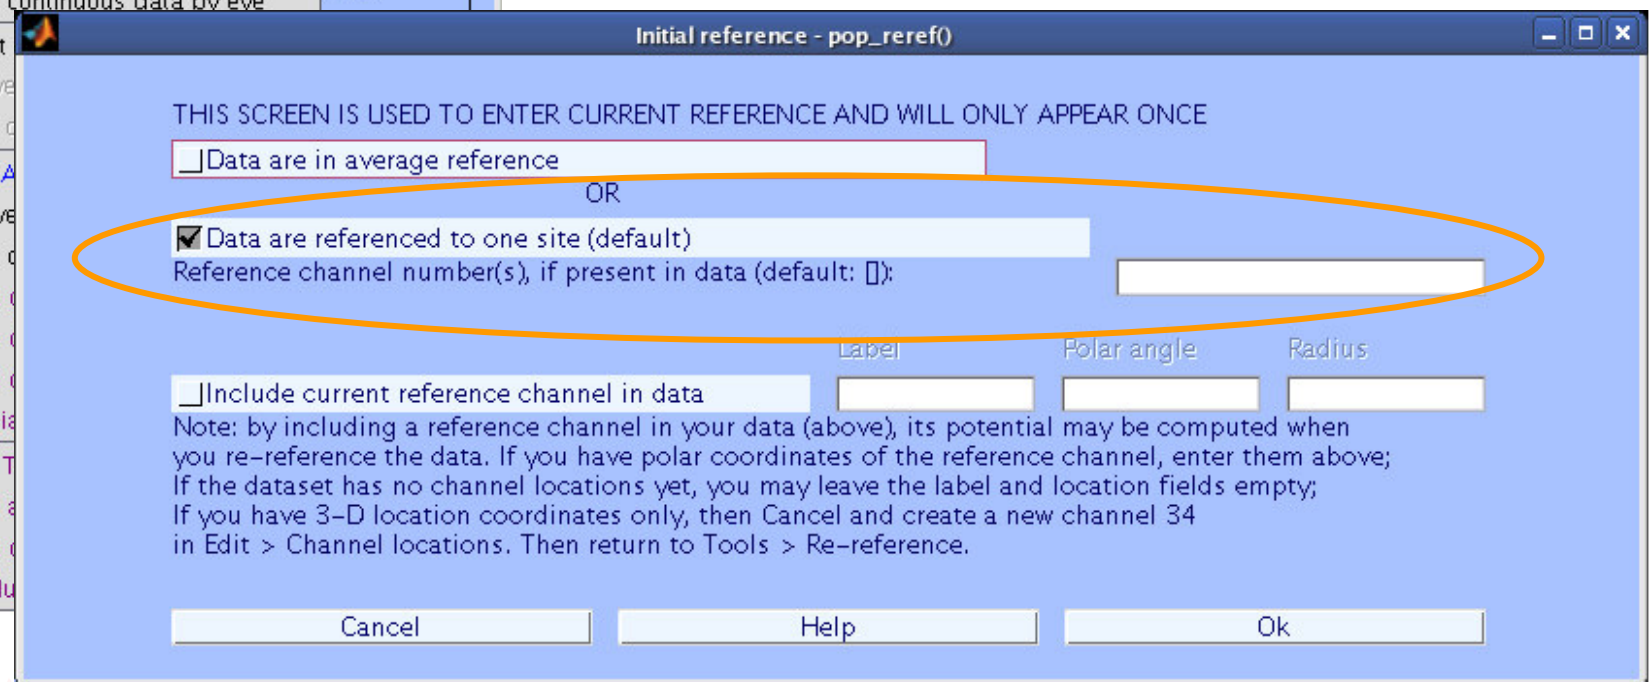 continuous data by eye
Initial reference - pop_reref()
THIS SCREEN IS USED TO ENTER CURRENT REFERENCE AND WILL ONLY APPEAR ONCE
Data are in average reference
OR
Data are referenced to one site (default)
Reference channel number(s), if present in data (default: []):
Label Polar angle Radius
Include current reference channel in data
Note: by including a reference channel in your data (above), its potential may be computed when
you re-reference the data. If you have polar coordinates of the reference channel, enter them above;
If the dataset has no channel locations yet, you may leave the label and location fields empty;
If you have 3-D location coordinates only, then Cancel and create a new channel 34
in Edit > Channel locations. Then return to Tools > Re-reference.
Cancel Help Ok